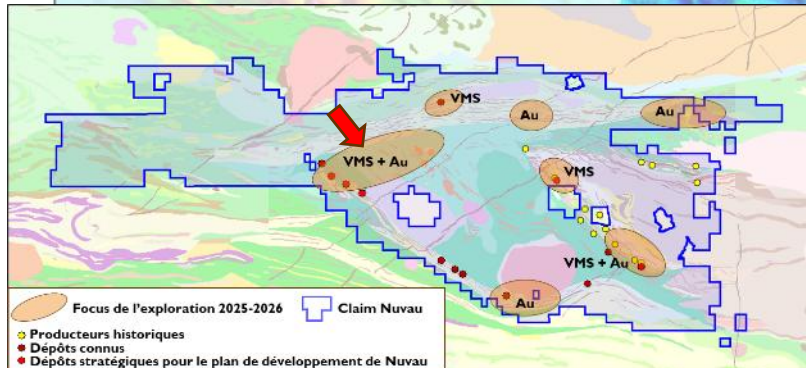 VMS
Au
Au
VMS + Au
VMS
VMS + Au
Au
Focus de l'exploration 2025-2026
Claim Nuvau
Producteurs historiques
Dépôts connus
Dépôts stratégiques pour le plan de développement de Nuvau